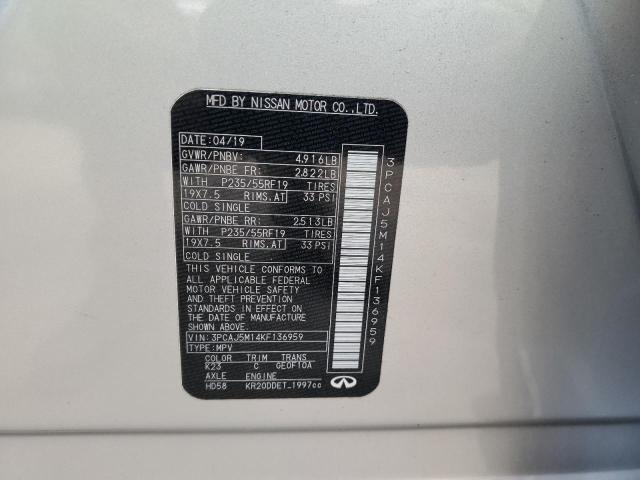 MFD BY NISSAN MOTOR CO.,LTD.
DATE: 04/19
GVWR/PNBV: 4,916LB
GAWR/PNBE FR: 2,822LB
WITH P235/55RF19 TIRES
19X7.5 RIMS,AT 33 PSI
COLD SINGLE
GAWR/PNBE RR: 2,513LB
WITH P235/55RF19 TIRES
19X7.5 RIMS,AT 33 PSI
COLD SINGLE
THIS VEHICLE CONFORMS TO
ALL APPLICABLE FEDERAL
MOTOR VEHICLE SAFETY
AND THEFT PREVENTION
STANDARDS IN EFFECT ON
THE DATE OF MANUFACTURE
SHOWN ABOVE.
VIN: 3PCAJ5M14KF136959
TYPE: MPV
COLOR TRIM TRANS
K23 C GE0F10A
AXLE ENGINE
HD58 KR20DDET_1997cc
3PCAJ5M14KF136959